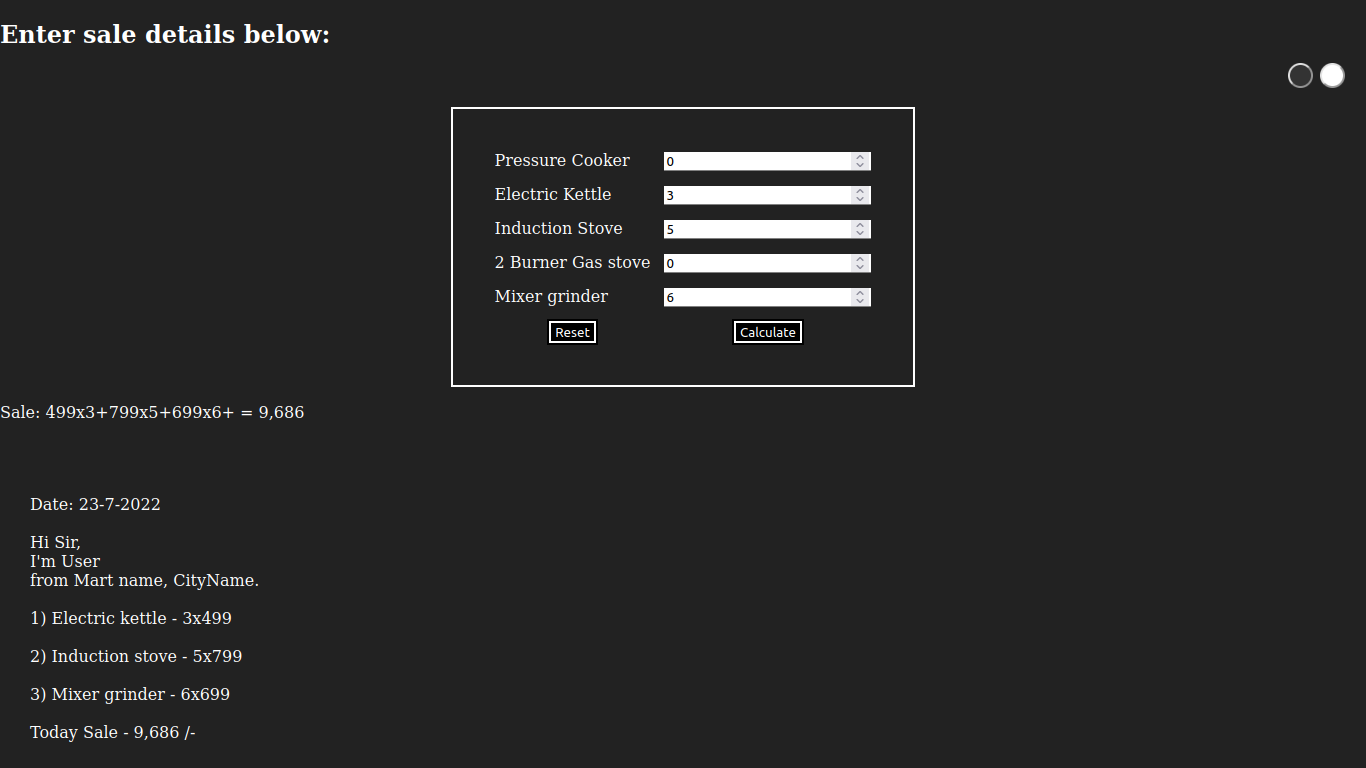 Enter sale details below:
Pressure Cooker 0
Electric Kettle 3
Induction Stove 5
2 Burner Gas stove 0
Mixer grinder 6
Reset Calculate
Sale: 499x3+799x5+699x6+ = 9,686
Date: 23-7-2022
Hi Sir,
I'm User
from Mart name, CityName.
1) Electric kettle - 3x499
2) Induction stove - 5x799
3) Mixer grinder - 6x699
Today Sale - 9,686 /-